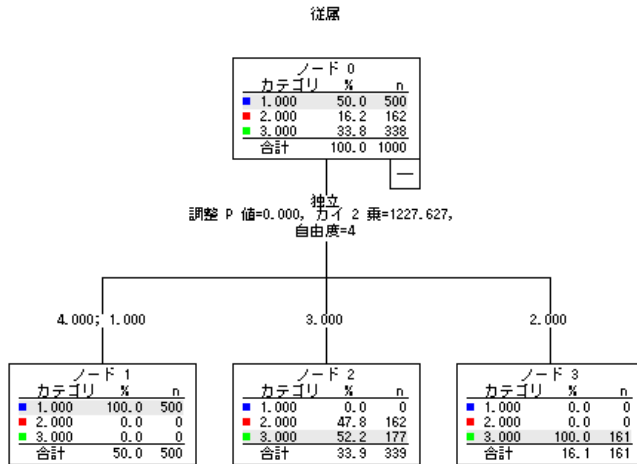 従属
ノード 0
カテゴリ % n
1.000 50.0 500
2.000 16.2 162
3.000 33.8 338
合計 100.0 1000
独立
調整 P 値=0.000, カイ 2 乗=1227.627,
自由度=4
4.000; 1.000
3.000
2.000
ノード 1
カテゴリ % n
1.000 100.0 500
2.000 0.0 0
3.000 0.0 0
合計 50.0 500
ノード 2
カテゴリ % n
1.000 0.0 0
2.000 47.8 162
3.000 52.2 177
合計 33.9 339
ノード 3
カテゴリ % n
1.000 0.0 0
2.000 0.0 0
3.000 100.0 161
合計 16.1 161